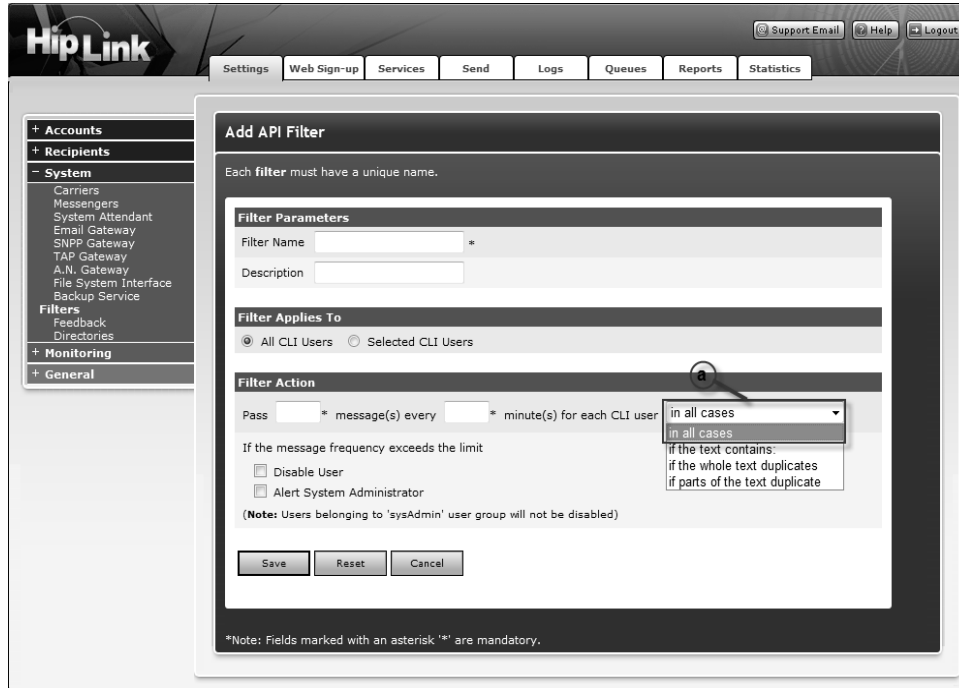 HipLink
Support Email Help Logout
Settings Web Sign-up Services Send Logs Queues Reports Statistics
+ Accounts
+ Recipients
− System
Carriers
Messengers
System Attendant
Email Gateway
SNPP Gateway
TAP Gateway
A.N. Gateway
File System Interface
Backup Service
Filters
Feedback
Directories
+ Monitoring
+ General
Add API Filter
Each filter must have a unique name.
Filter Parameters
Filter Name *
Description
Filter Applies To
All CLI Users Selected CLI Users
Filter Action
a
Pass * message(s) every * minute(s) for each CLI user in all cases
in all cases
if the text contains:
if the whole text duplicates
if parts of the text duplicate
If the message frequency exceeds the limit
Disable User
Alert System Administrator
(Note: Users belonging to 'sysAdmin' user group will not be disabled)
Save Reset Cancel
*Note: Fields marked with an asterisk '*' are mandatory.